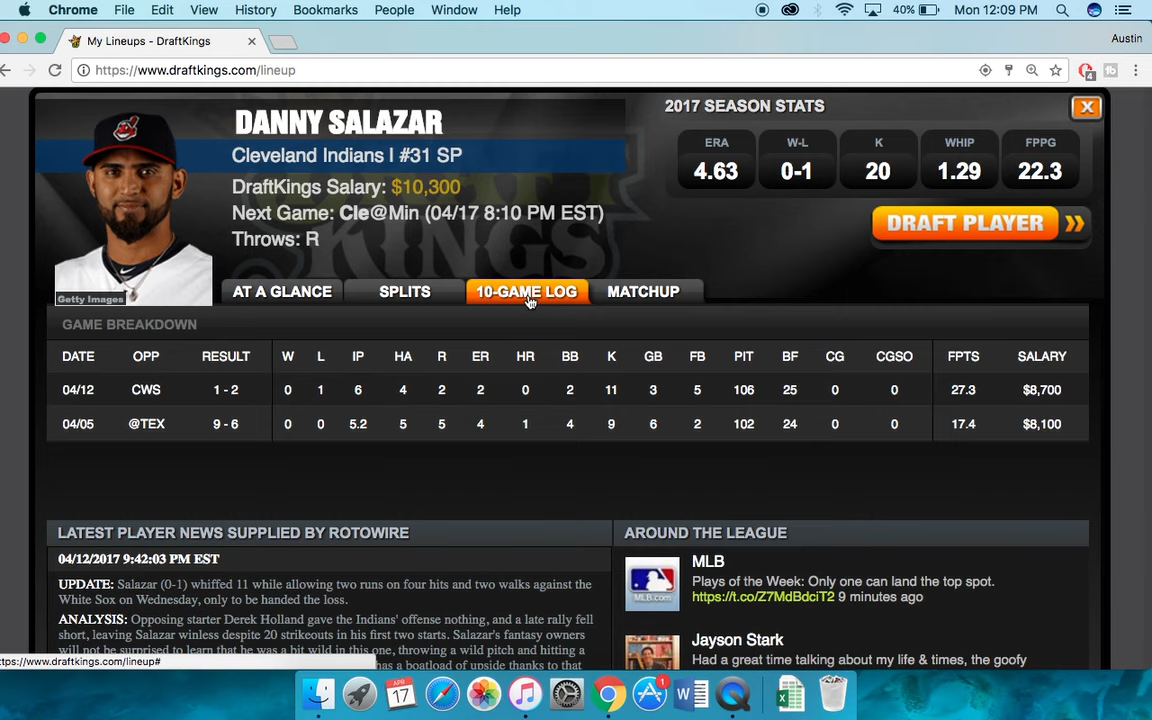 Chrome File Edit View History Bookmarks People Window Help 40% Mon 12:09 PM
My Lineups - DraftKings Austin
https://www.draftkings.com/lineup
DANNY SALAZAR
Cleveland Indians | #31 SP
DraftKings Salary: $10,300
Next Game: Cle@Min (04/17 8:10 PM EST)
Throws: R
Getty Images
2017 SEASON STATS
ERA W-L K WHIP FPPG
4.63 0-1 20 1.29 22.3
DRAFT PLAYER
AT A GLANCE SPLITS 10-GAME LOG MATCHUP
GAME BREAKDOWN
DATE OPP RESULT W L IP HA R ER HR BB K GB FB PIT BF CG CGSO FPTS SALARY
04/12 CWS 1 - 2 0 1 6 4 2 2 0 2 11 3 5 106 25 0 0 27.3 $8,700
04/05 @TEX 9 - 6 0 0 5.2 5 5 4 1 4 9 6 2 102 24 0 0 17.4 $8,100
LATEST PLAYER NEWS SUPPLIED BY ROTOWIRE
04/12/2017 9:42:03 PM EST
UPDATE: Salazar (0-1) whiffed 11 while allowing two runs on four hits and two walks against the
White Sox on Wednesday, only to be handed the loss.
ANALYSIS: Opposing starter Derek Holland gave the Indians' offense nothing, and a late rally fell
short, leaving Salazar winless despite 20 strikeouts in his first two starts. Salazar's fantasy owners
will not be surprised to learn that he was a bit wild in this one, throwing a wild pitch and hitting a
has a boatload of upside thanks to that
AROUND THE LEAGUE
MLB
Plays of the Week: Only one can land the top spot.
https://t.co/Z7MdBdciT2 9 minutes ago
MLB.com
Jayson Stark
Had a great time talking about my life & times, the goofy
ttps://www.draftkings.com/lineup#
APR
17
1